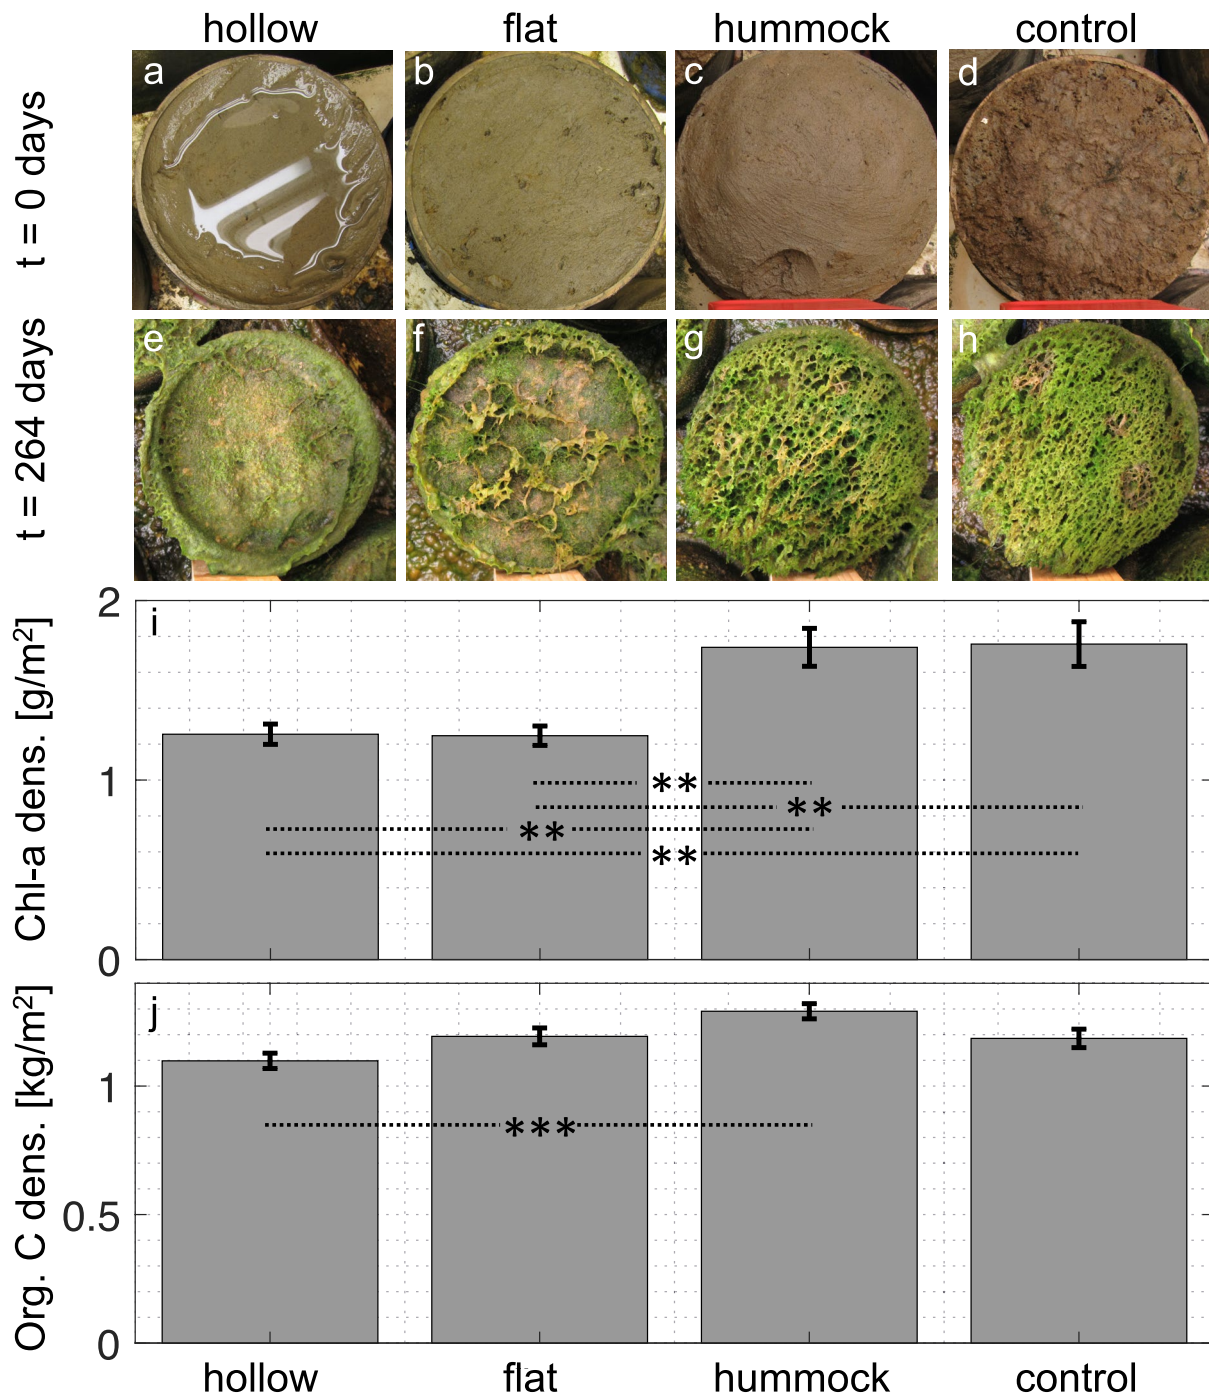 hollow flat hummock control
t = 0 days
a b c d
t = 264 days
e f g h
Chl-a dens. [g/m²]
i
2
1
0
**
**
**
**
Org. C dens. [kg/m²]
j
1
0.5
0
***
hollow flat hummock control